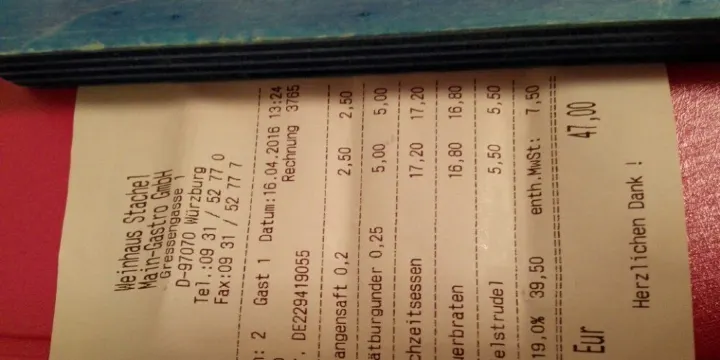 Weinhaus Stachel
Main-Gastro GmbH
Gressengasse 1
D-97070 Würzburg
Tel.:09 31 / 52 77 0
Fax:09 31 / 52 77 7
n: 2 Gast 1 Datum:16.04.2016 13:24
Rechnung 3765
. DE229419055
angensaft 0,2 2,50 2,50
ätburgunder 0,25 5,00 5,00
chzeitsessen 17,20 17,20
uerbraten 16,80 16,80
elstrudel 5,50 5,50
19,0% 39,50 enth.MwSt: 7,50
Eur 47,00
Herzlichen Dank !